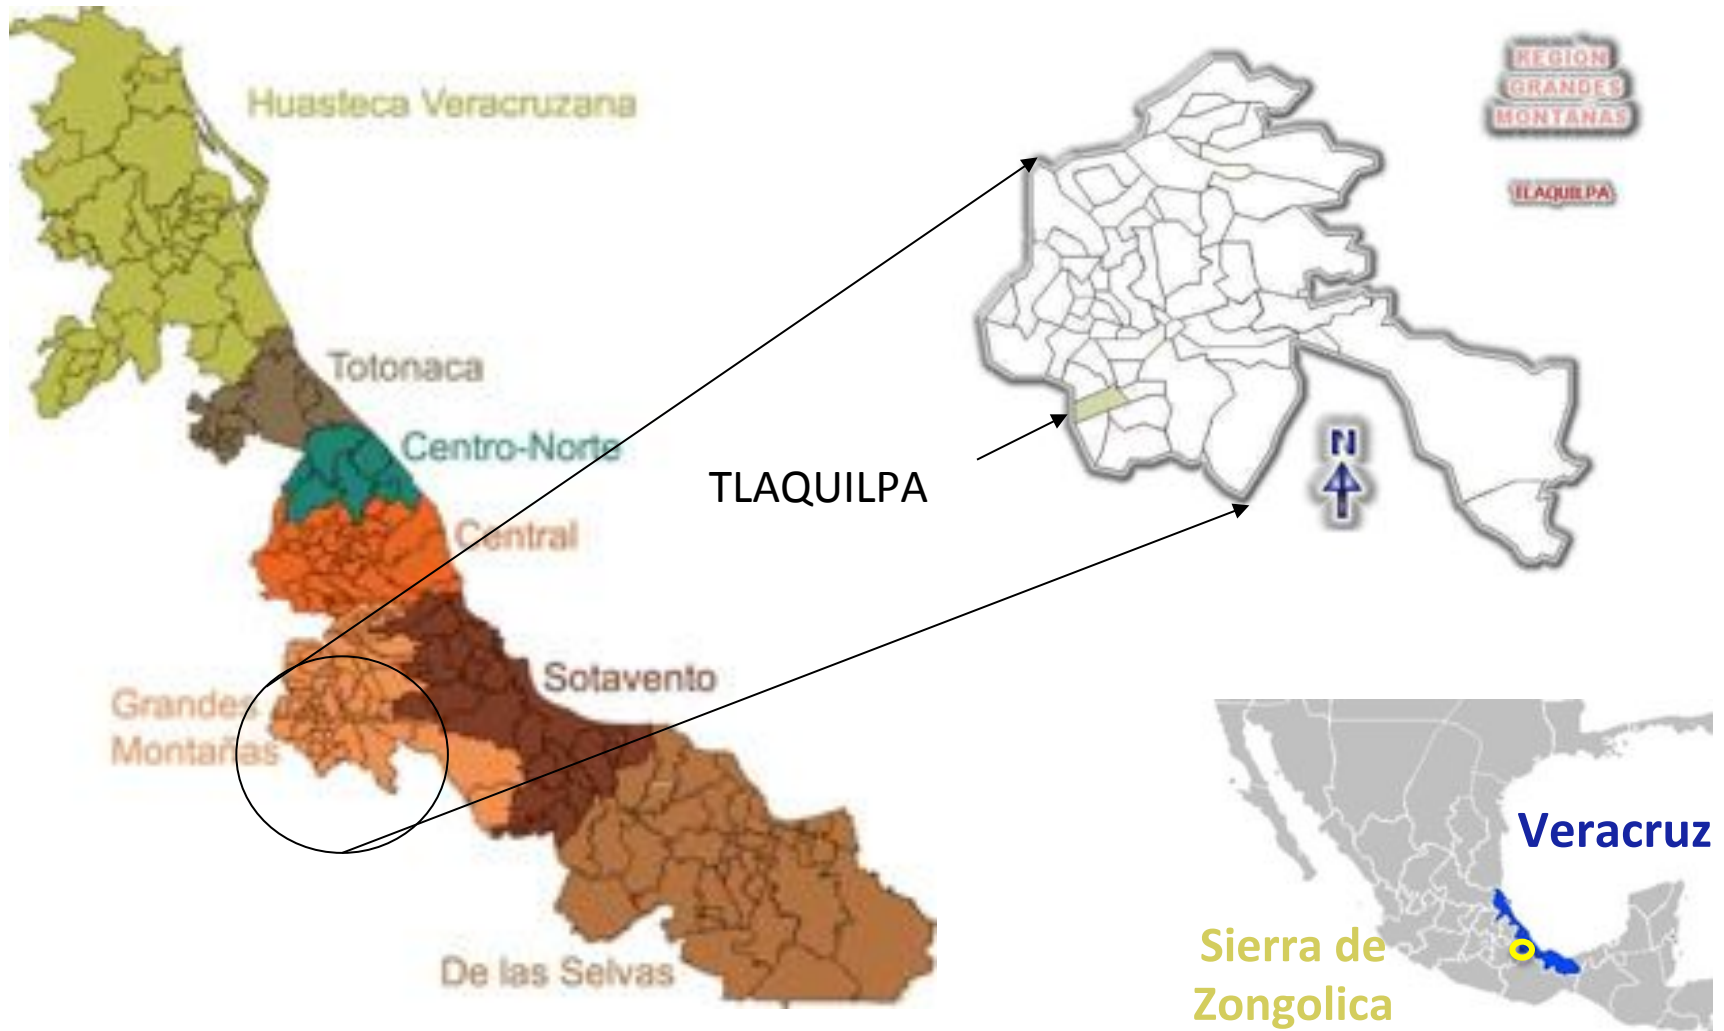 Huasteca Veracruzana
Totonaca
Centro-Norte
Central
Sotavento
Grandes
Montañas
De las Selvas
TLAQUILPA
REGION
GRANDES
MONTAÑAS
TLAQUILPA
N
Veracruz
Sierra de
Zongolica